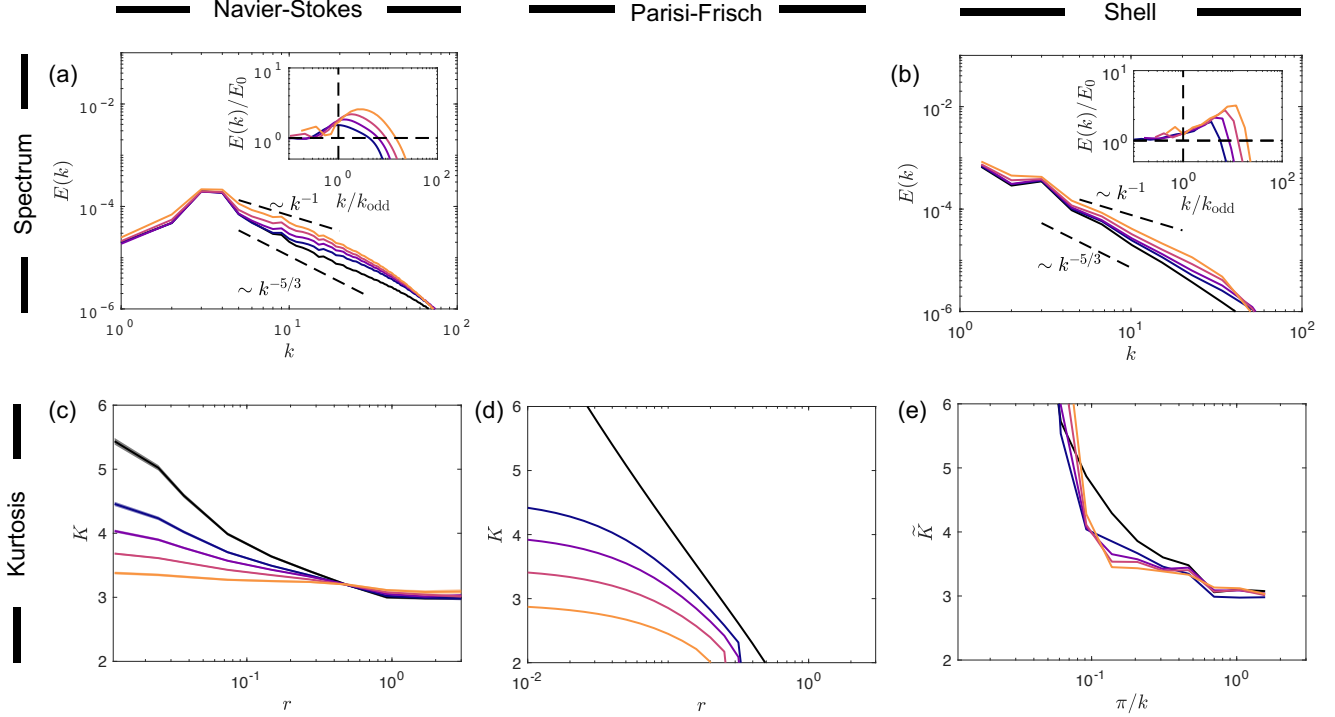 Navier-Stokes
Parisi-Frisch
Shell
Spectrum
(a)
E(k)
10^{-2}
10^{-4}
10^{-6}
10^0
10^1
10^2
k
∼ k^{-1}
∼ k^{-5/3}
E(k)/E_0
10^1
10^0
10^0
10^2
k/k_{odd}
(b)
E(k)
10^{-2}
10^{-4}
10^{-6}
10^0
10^1
10^2
k
∼ k^{-1}
∼ k^{-5/3}
E(k)/E_0
10^1
10^0
10^0
10^2
k/k_{odd}
Kurtosis
(c)
K
6
5
4
3
2
10^{-1}
10^0
r
(d)
K
6
5
4
3
2
10^{-2}
10^{-1}
10^0
r
(e)
K̃
6
5
4
3
2
10^{-1}
10^0
π/k